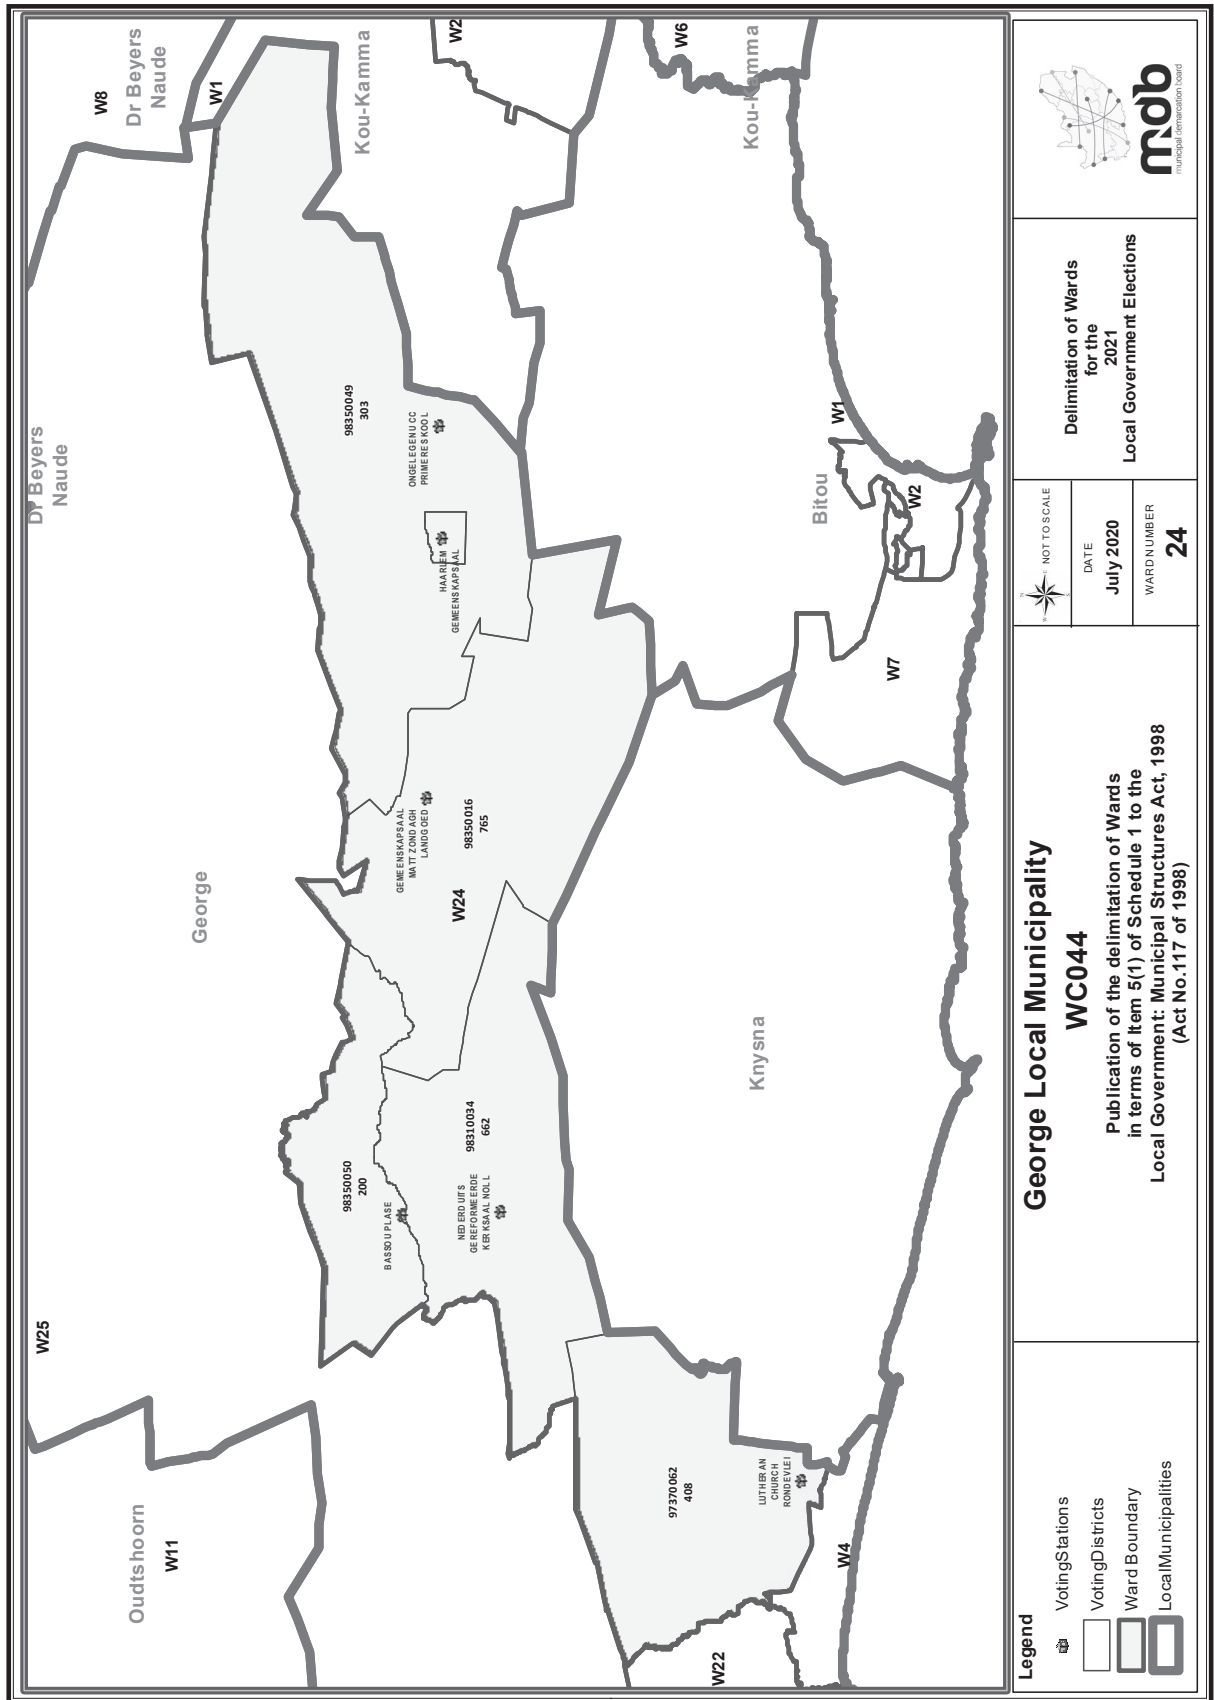 W25
George
Dr Beyers
Naude
W8
Dr Beyers
Naude
W1
Oudtshoorn
W11
98350050
200
BASSOUPLASE
98350049
303
ONGELEGEN UCC
PRIMERE SKOOL
Kou-Kamma
HAARLEM
GEMEENSKAPSAAL
GEMEENSKAPSAAL
MATT ZONDAGH
LANDGOED
98350016
765
W24
98310034
662
NEDERDUITS
GEREFORMEERDE
KERKSAAL NOLL
W2
W6
Kou-Kamma
97370062
408
LUTHERAN
CHURCH
RONDEVLEI
Knysna
Bitou
W1
W2
W7
W4
W22
Legend
VotingStations
VotingDistricts
Ward Boundary
LocalMunicipalities
George Local Municipality
WC044
Publication of the delimitation of Wards
in terms of Item 5(1) of Schedule 1 to the
Local Government: Municipal Structures Act, 1998
(Act No.117 of 1998)
N
W
E
S
NOT TO SCALE
DATE
July 2020
WARD NUMBER
24
Delimitation of Wards
for the
2021
Local Government Elections
mdb
municipal demarcation board